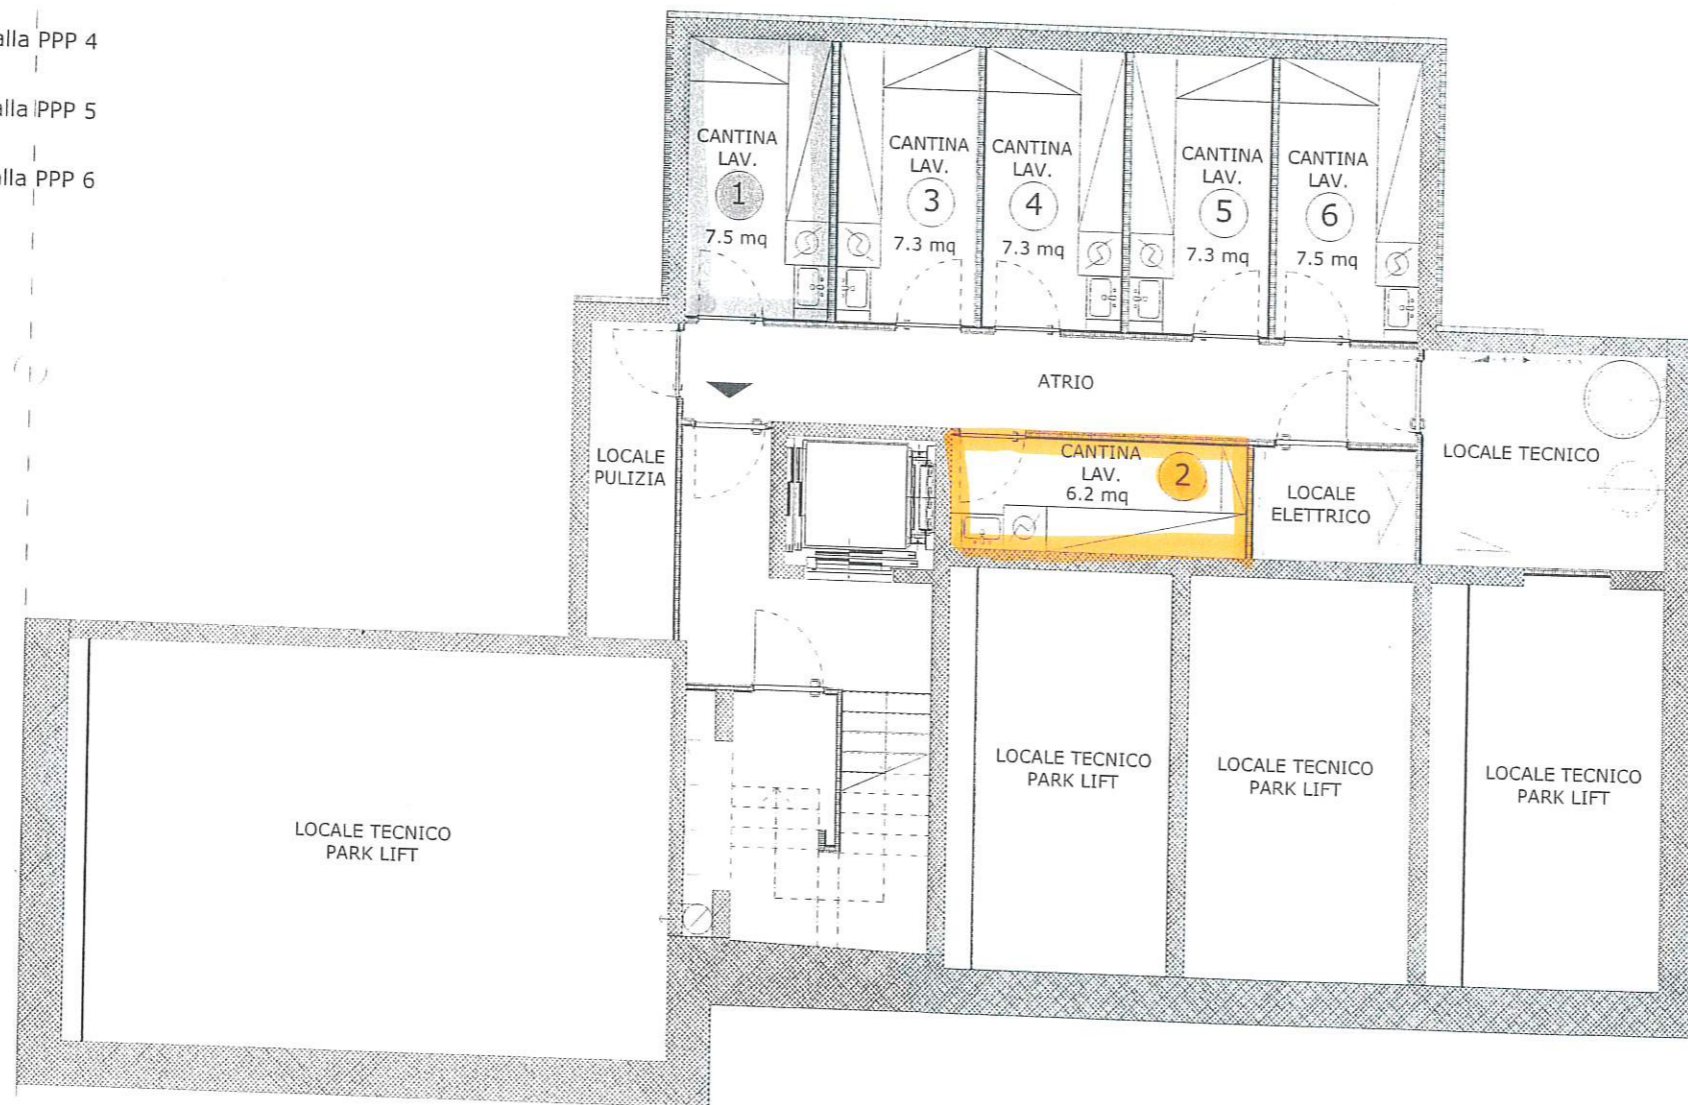 alla PPP 4
alla PPP 5
alla PPP 6
CANTINA
LAV.
1
7.5 mq
CANTINA
LAV.
3
7.3 mq
CANTINA
LAV.
4
7.3 mq
CANTINA
LAV.
5
7.3 mq
CANTINA
LAV.
6
7.5 mq
ATRIO
LOCALE
PULIZIA
CANTINA
LAV.
6.2 mq
2
LOCALE
ELETTRICO
LOCALE TECNICO
LOCALE TECNICO
PARK LIFT
LOCALE TECNICO
PARK LIFT
LOCALE TECNICO
PARK LIFT
LOCALE TECNICO
PARK LIFT